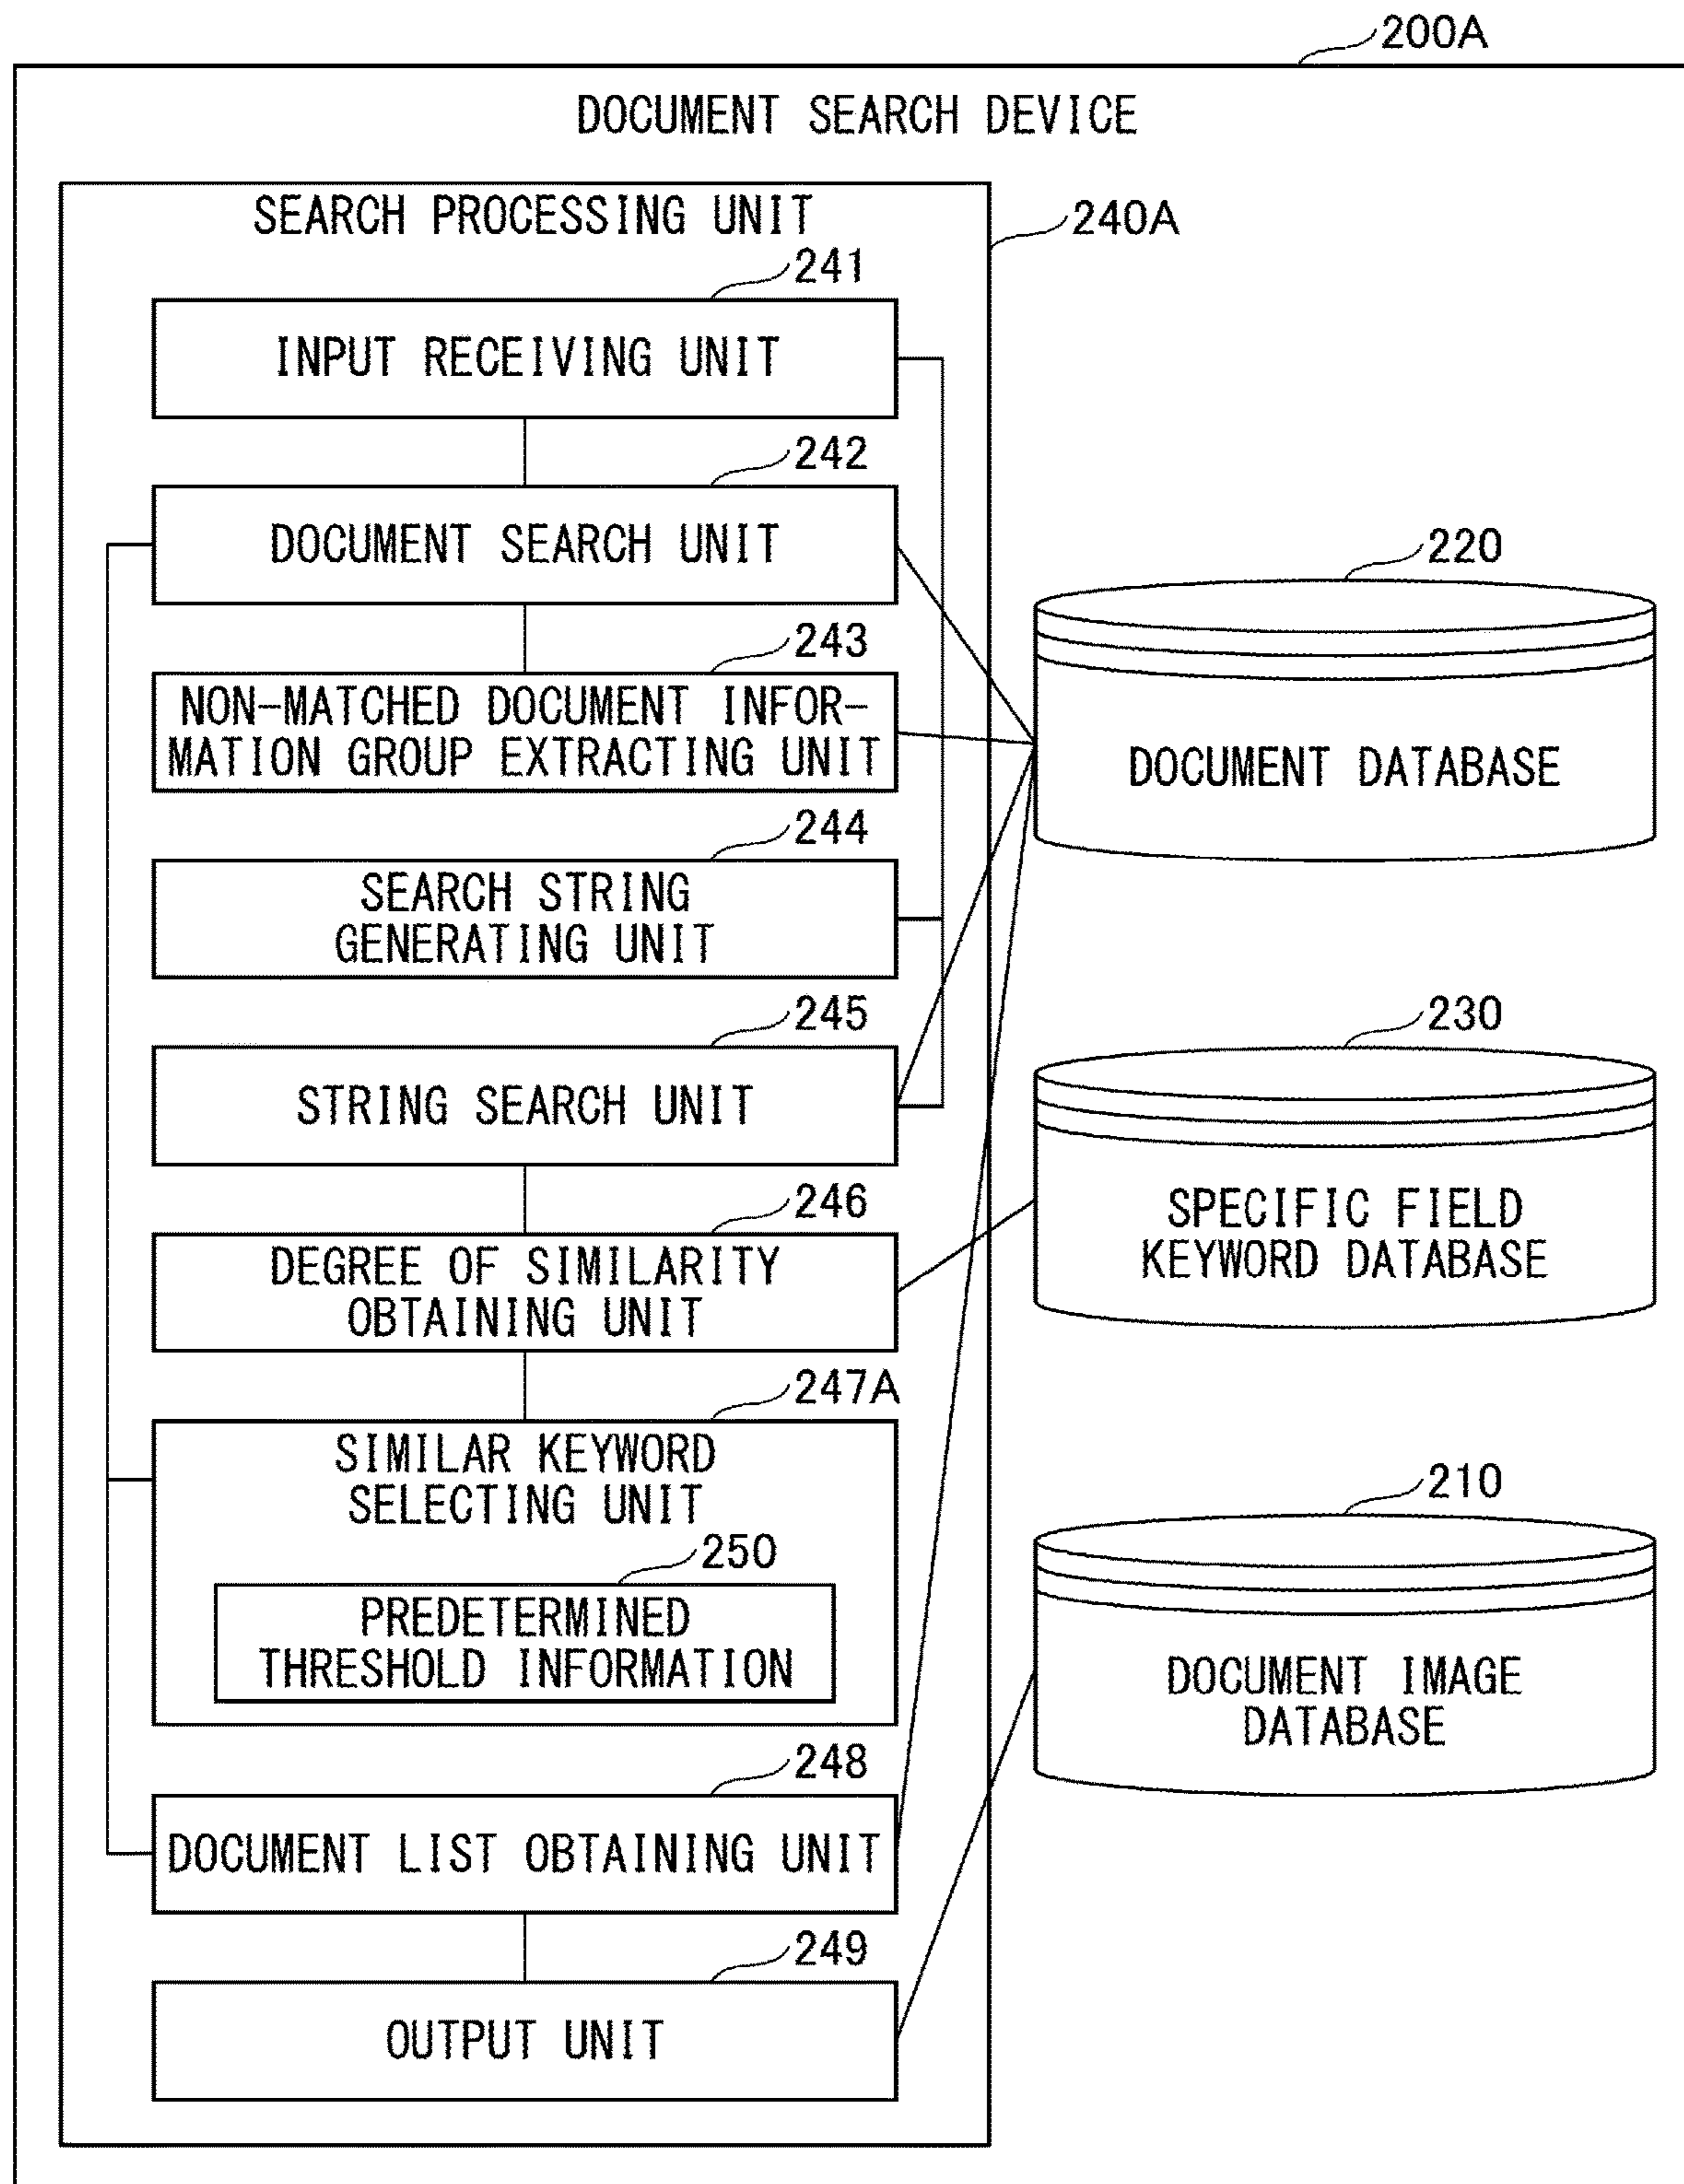 200A
DOCUMENT SEARCH DEVICE
SEARCH PROCESSING UNIT
240A
241
INPUT RECEIVING UNIT
242
DOCUMENT SEARCH UNIT
243
NON-MATCHED DOCUMENT INFOR-
MATION GROUP EXTRACTING UNIT
244
SEARCH STRING
GENERATING UNIT
245
STRING SEARCH UNIT
246
DEGREE OF SIMILARITY
OBTAINING UNIT
247A
SIMILAR KEYWORD
SELECTING UNIT
250
PREDETERMINED
THRESHOLD INFORMATION
248
DOCUMENT LIST OBTAINING UNIT
249
OUTPUT UNIT
220
DOCUMENT DATABASE
230
SPECIFIC FIELD
KEYWORD DATABASE
210
DOCUMENT IMAGE
DATABASE